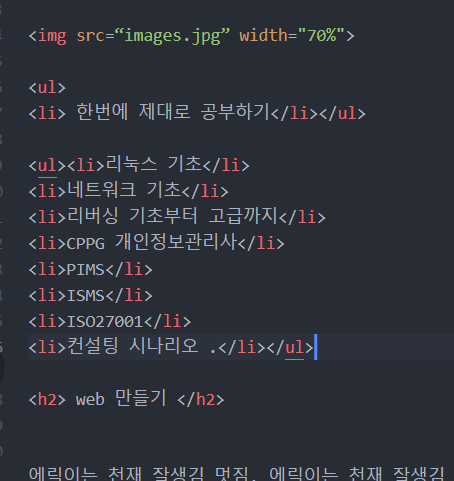 <img src=“images.jpg” width="70%">
<ul>
<li> 한번에 제대로 공부하기</li></ul>
<ul><li>리눅스 기초</li>
<li>네트워크 기초</li>
<li>리버싱 기초부터 고급까지</li>
<li>CPPG 개인정보관리사</li>
<li>PIMS</li>
<li>ISMS</li>
<li>ISO27001</li>
<li>컨설팅 시나리오 .</li></ul>
<h2> web 만들기 </h2>
에릭이는 천재 잘생김 멋짐. 에릭이는 천재 잘생김